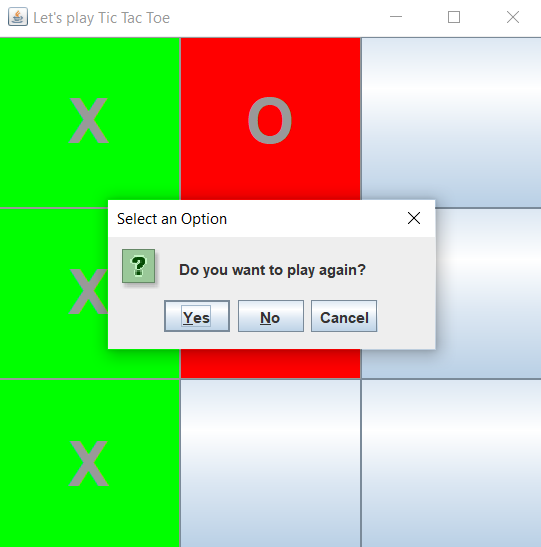 Let's play Tic Tac Toe
X O
Select an Option
X
? Do you want to play again?
Yes No Cancel
X